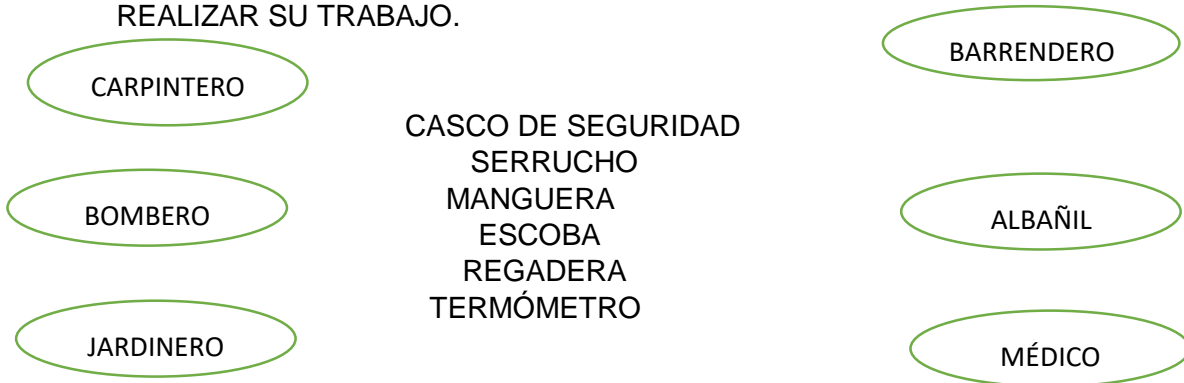 REALIZAR SU TRABAJO.
BARRENDERO
CARPINTERO
CASCO DE SEGURIDAD
SERRUCHO
MANGUERA
BOMBERO
ALBAÑIL
ESCOBA
REGADERA
TERMÓMETRO
JARDINERO
MÉDICO